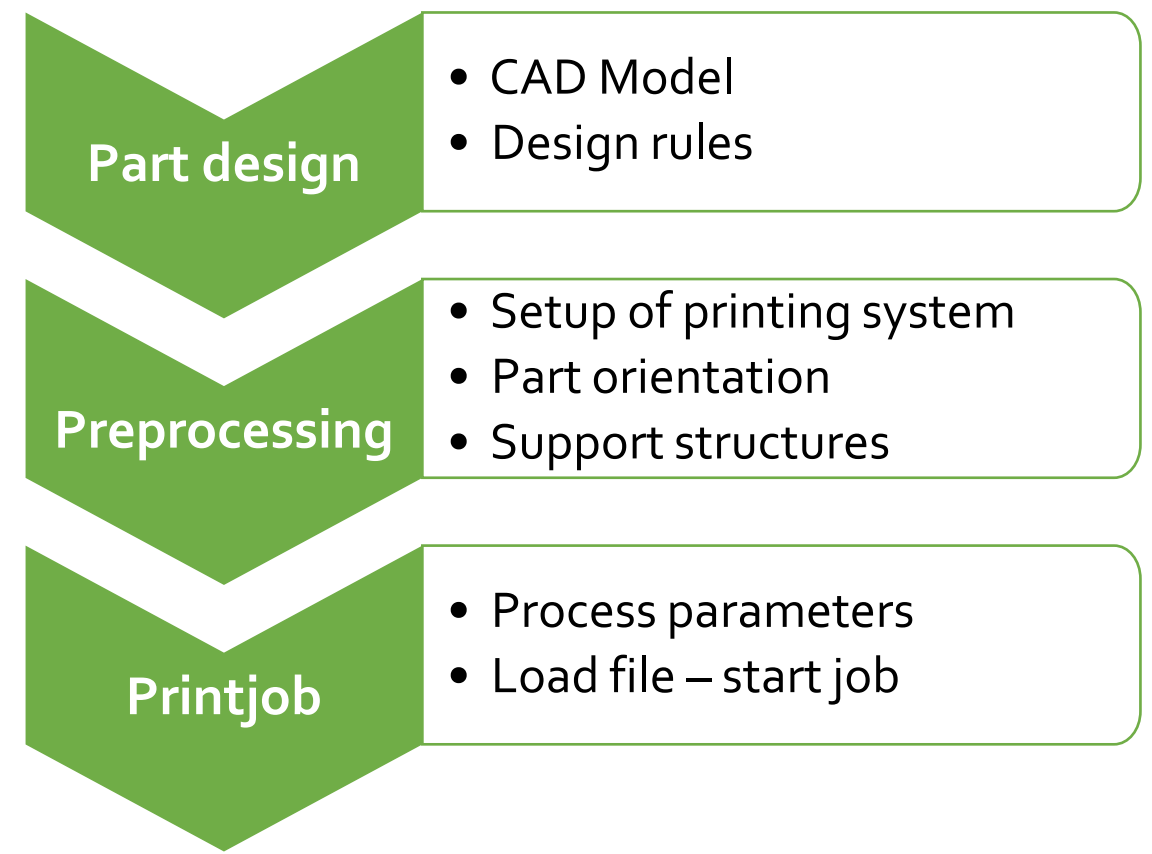 Part design
• CAD Model
• Design rules
Preprocessing
• Setup of printing system
• Part orientation
• Support structures
Printjob
• Process parameters
• Load file – start job